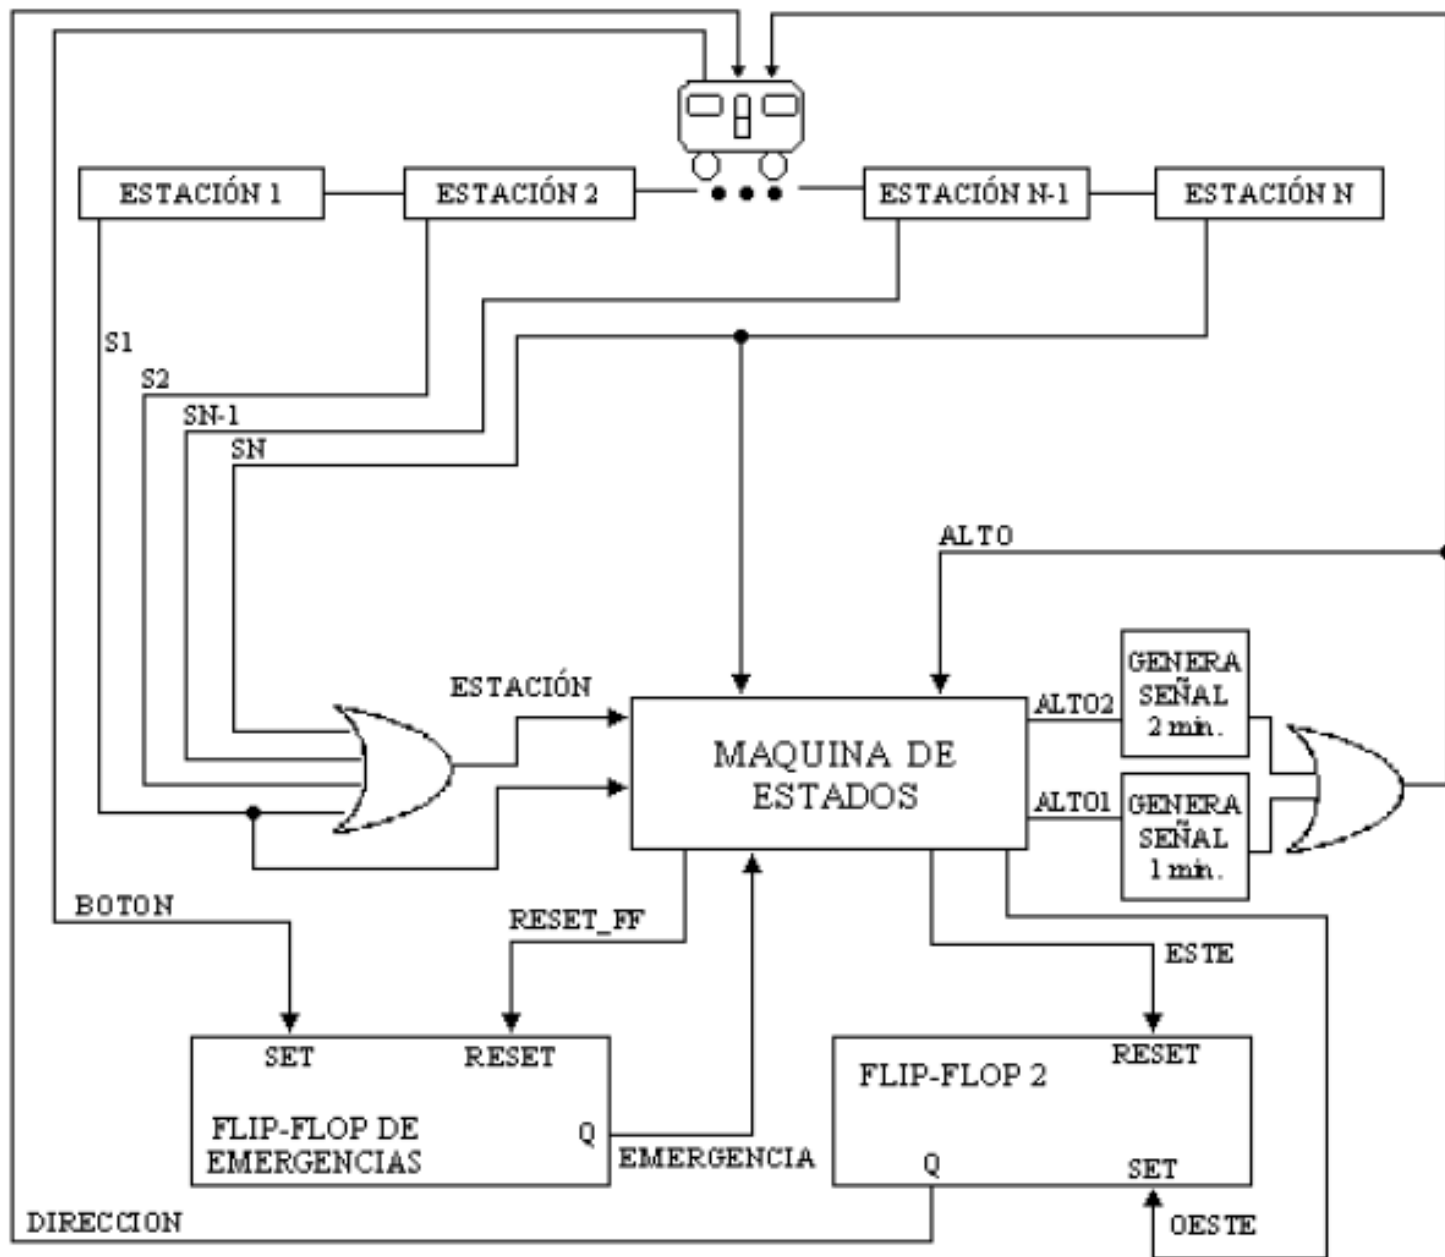 ESTACIÓN 1
ESTACIÓN 2
ESTACIÓN N-1
ESTACIÓN N
S1
S2
SN-1
SN
ALTO
ESTACIÓN
MAQUINA DE
ESTADOS
ALTO2
GENERA
SEÑAL
2 min.
ALTO1
GENERA
SEÑAL
1 min.
BOTON
RESET_FF
ESTE
SET
RESET
FLIP-FLOP DE
EMERGENCIAS
Q
EMERGENCIA
RESET
FLIP-FLOP 2
Q
SET
DIRECCION
OESTE